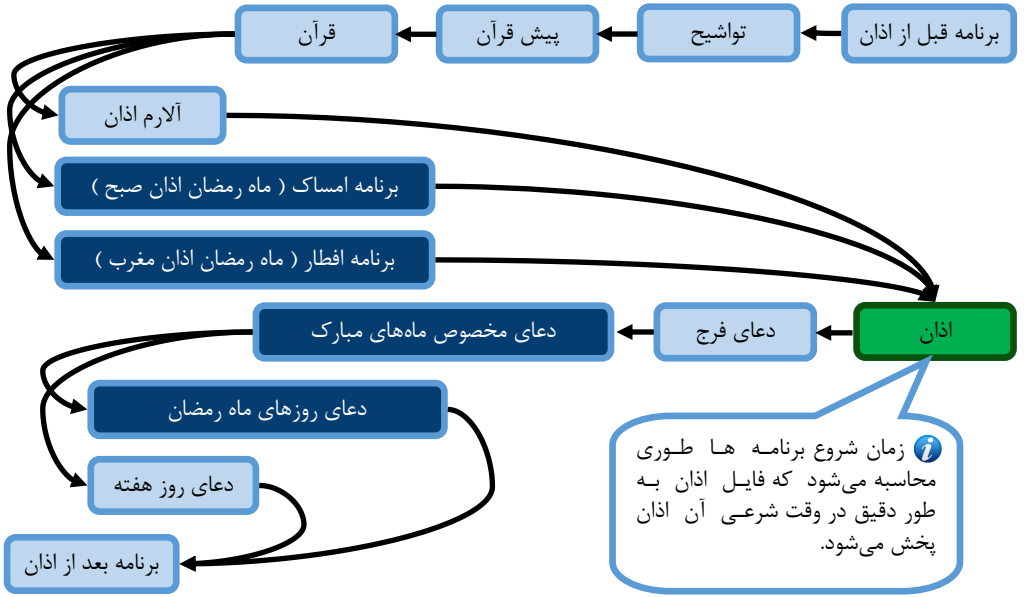 برنامه قبل از اذان
تواشیح
پیش قرآن
قرآن
آلارم اذان
برنامه امساک ( ماه رمضان اذان صبح )
برنامه افطار ( ماه رمضان اذان مغرب )
اذان
دعای فرج
دعای مخصوص ماه‌های مبارک
دعای روزهای ماه رمضان
دعای روز هفته
برنامه بعد از اذان
زمان شروع برنامه ها طوری
محاسبه می‌شود که فایل اذان به
طور دقیق در وقت شرعی آن اذان
پخش می‌شود.